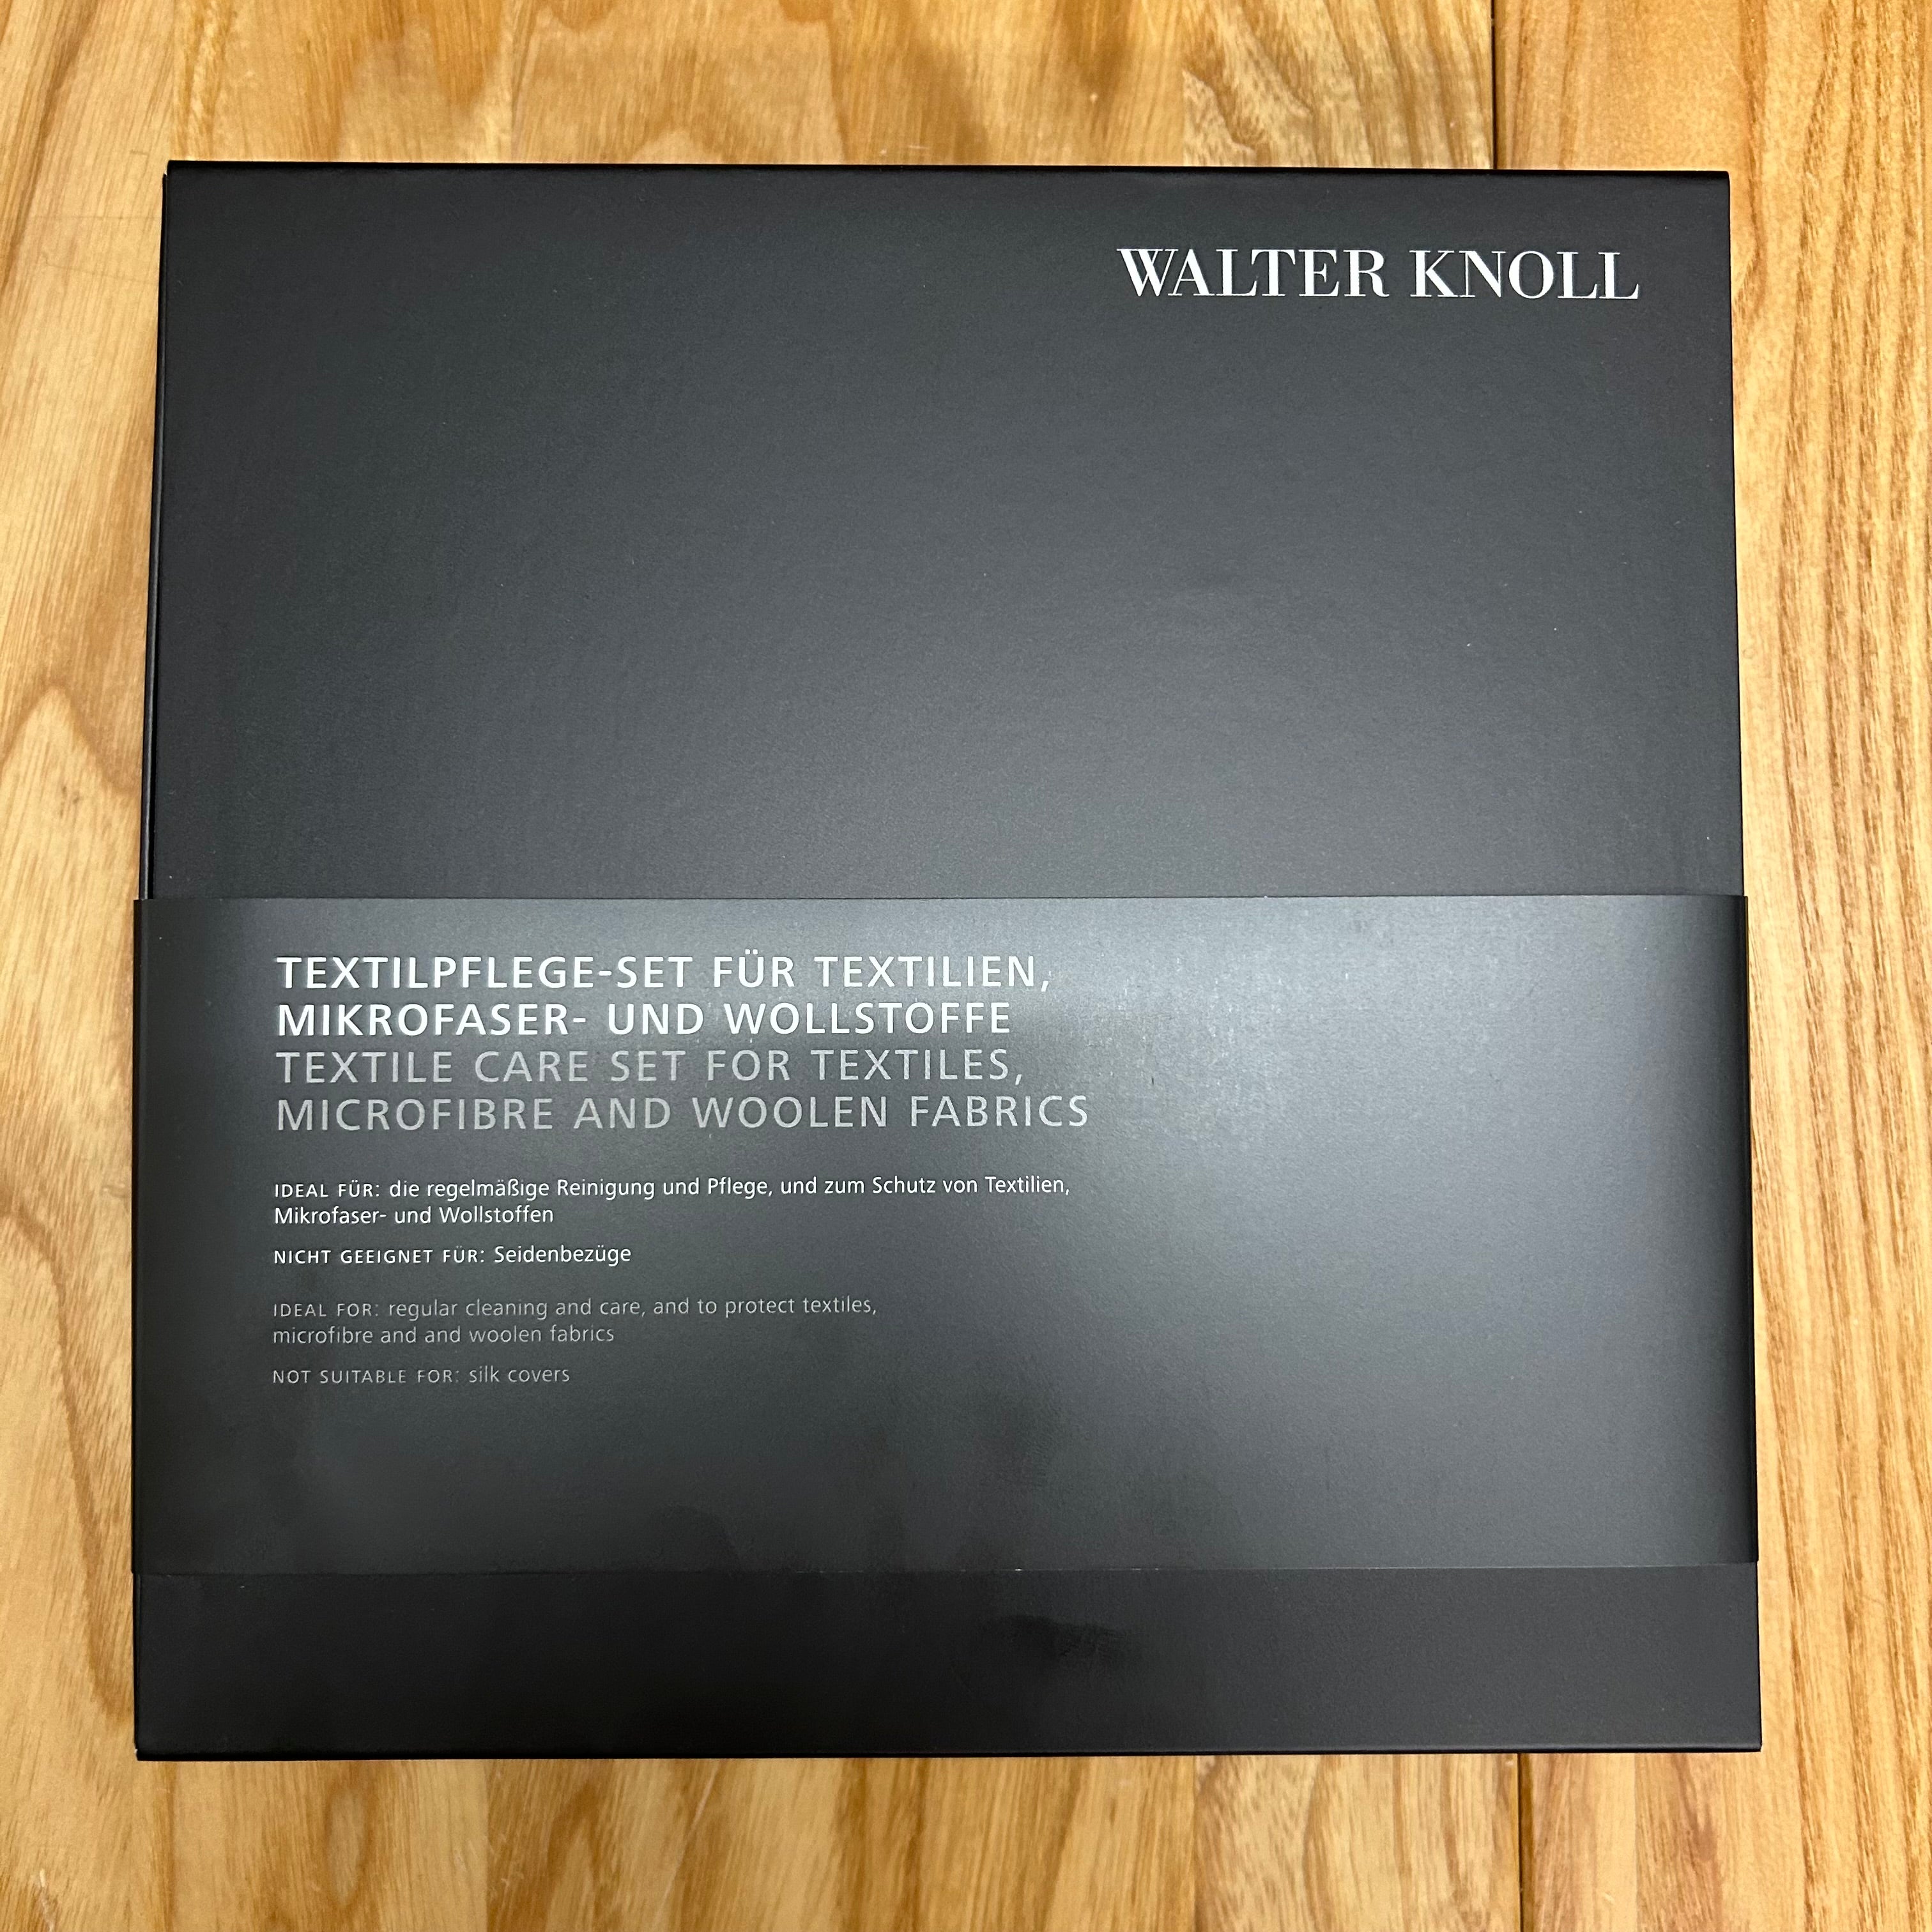 WALTER KNOLL
TEXTILPFLEGE-SET FÜR TEXTILIEN,
MIKROFASER- UND WOLLSTOFFE
TEXTILE CARE SET FOR TEXTILES,
MICROFIBRE AND WOOLEN FABRICS
IDEAL FÜR: die regelmäßige Reinigung und Pflege, und zum Schutz von Textilien,
Mikrofaser- und Wollstoffen
NICHT GEEIGNET FÜR: Seidenbezüge
IDEAL FOR: regular cleaning and care, and to protect textiles,
microfibre and and woolen fabrics
NOT SUITABLE FOR: silk covers